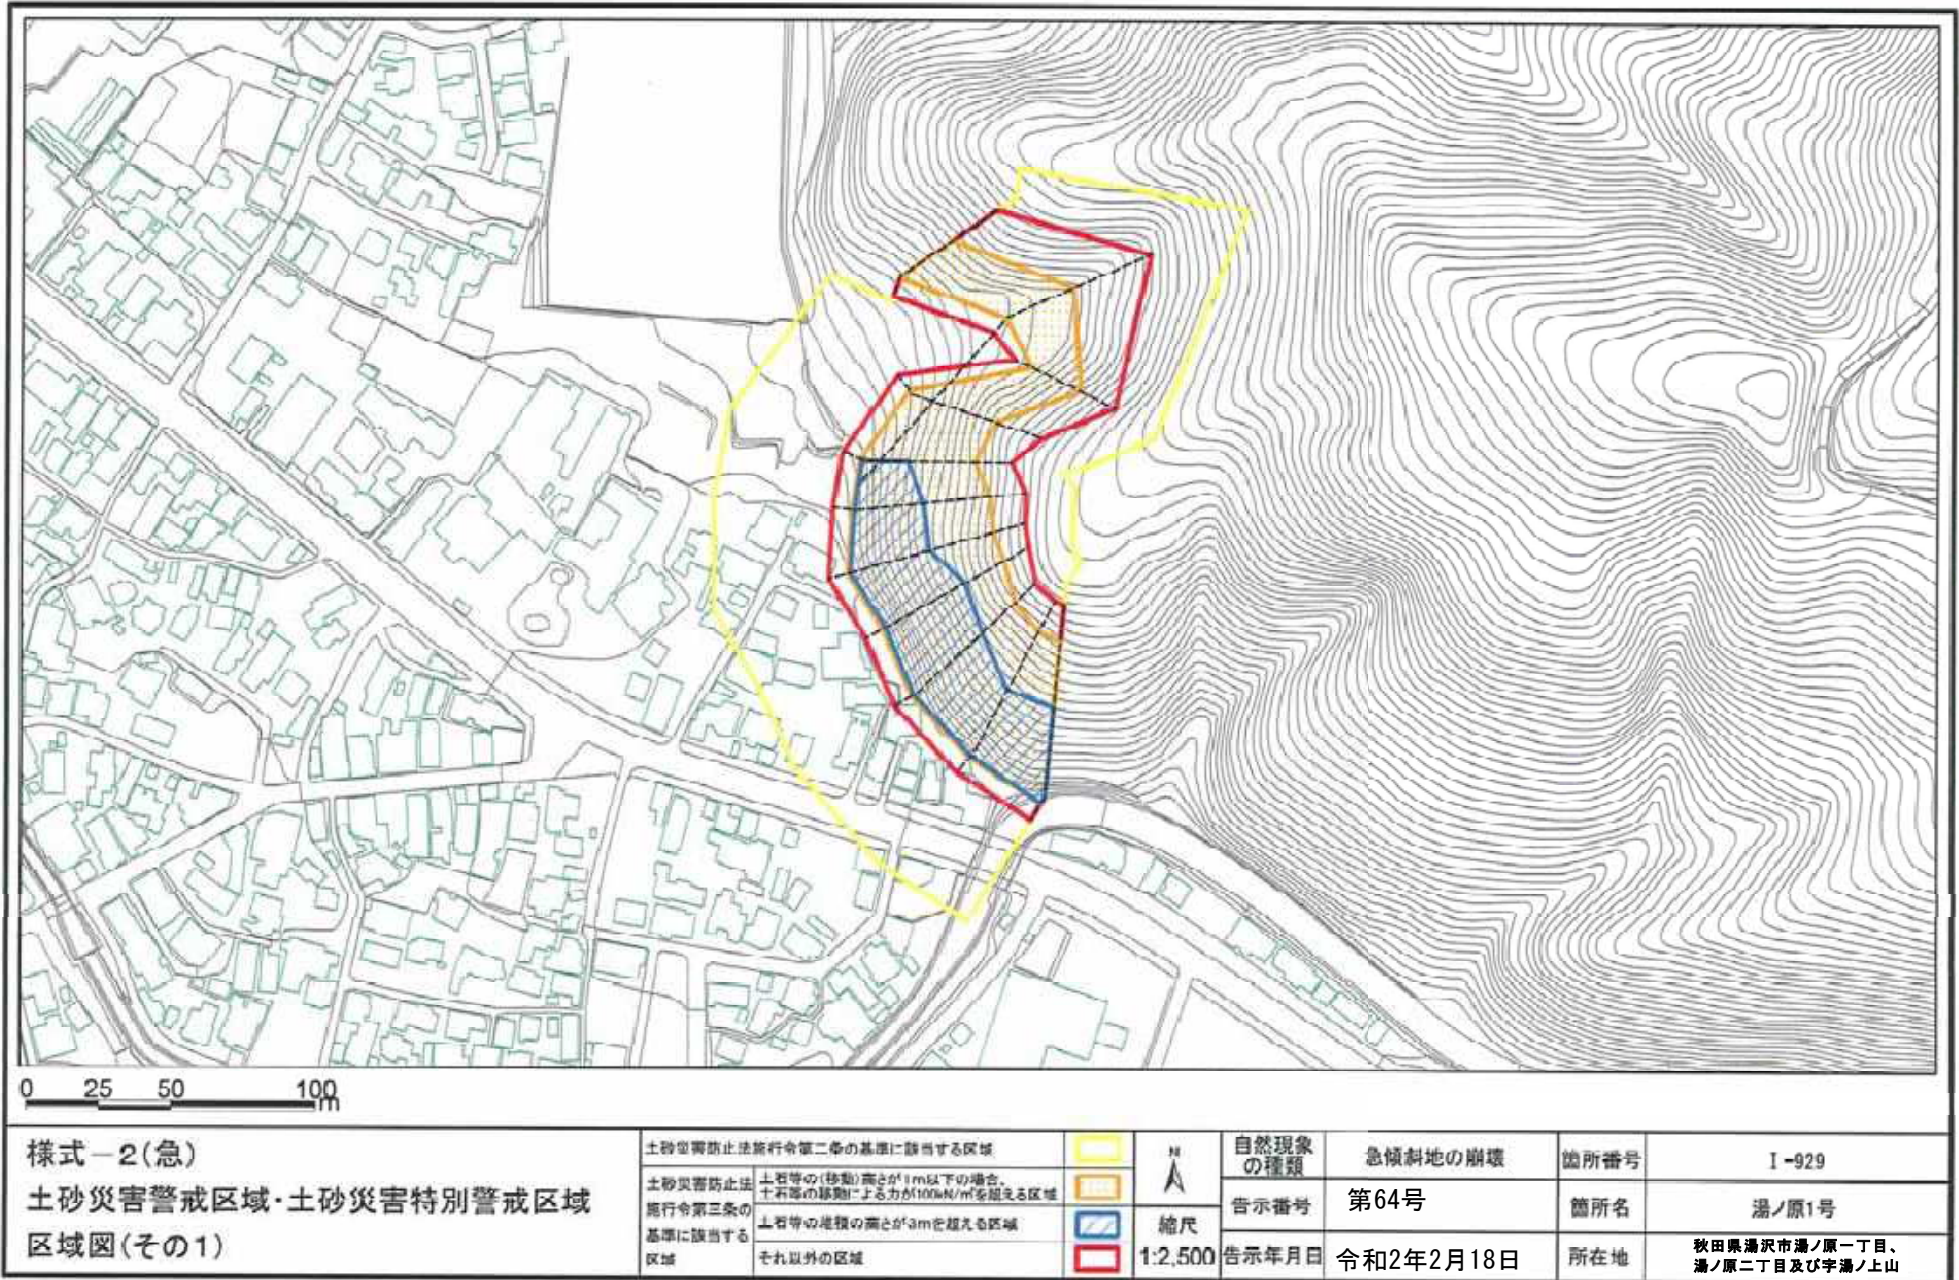 0 25 50 100
m
様式－2(急)
土砂災害警戒区域・土砂災害特別警戒区域
区域図(その1)
土砂災害防止法施行令第二条の基準に該当する区域
土砂災害防止法
施行令第三条の
基準に該当する
区域
土石等の(移動)高さが1m以下の場合、
土石等の移動による力が100kN/㎡を超える区域
土石等の堆積の高さが3mを超える区域
それ以外の区域
N
縮尺
1:2,500
自然現象
の種類
急傾斜地の崩壊
箇所番号
Ⅰ-929
告示番号
第64号
箇所名
湯ノ原1号
告示年月日
令和2年2月18日
所在地
秋田県湯沢市湯ノ原一丁目、
湯ノ原二丁目及び字湯ノ上山